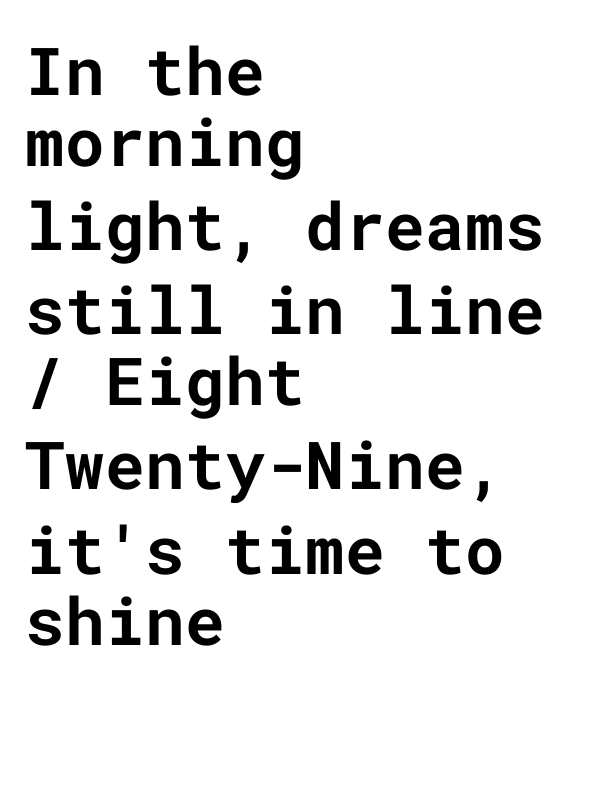 In the
morning
light, dreams
still in line
/ Eight
Twenty-Nine,
it's time to
shine